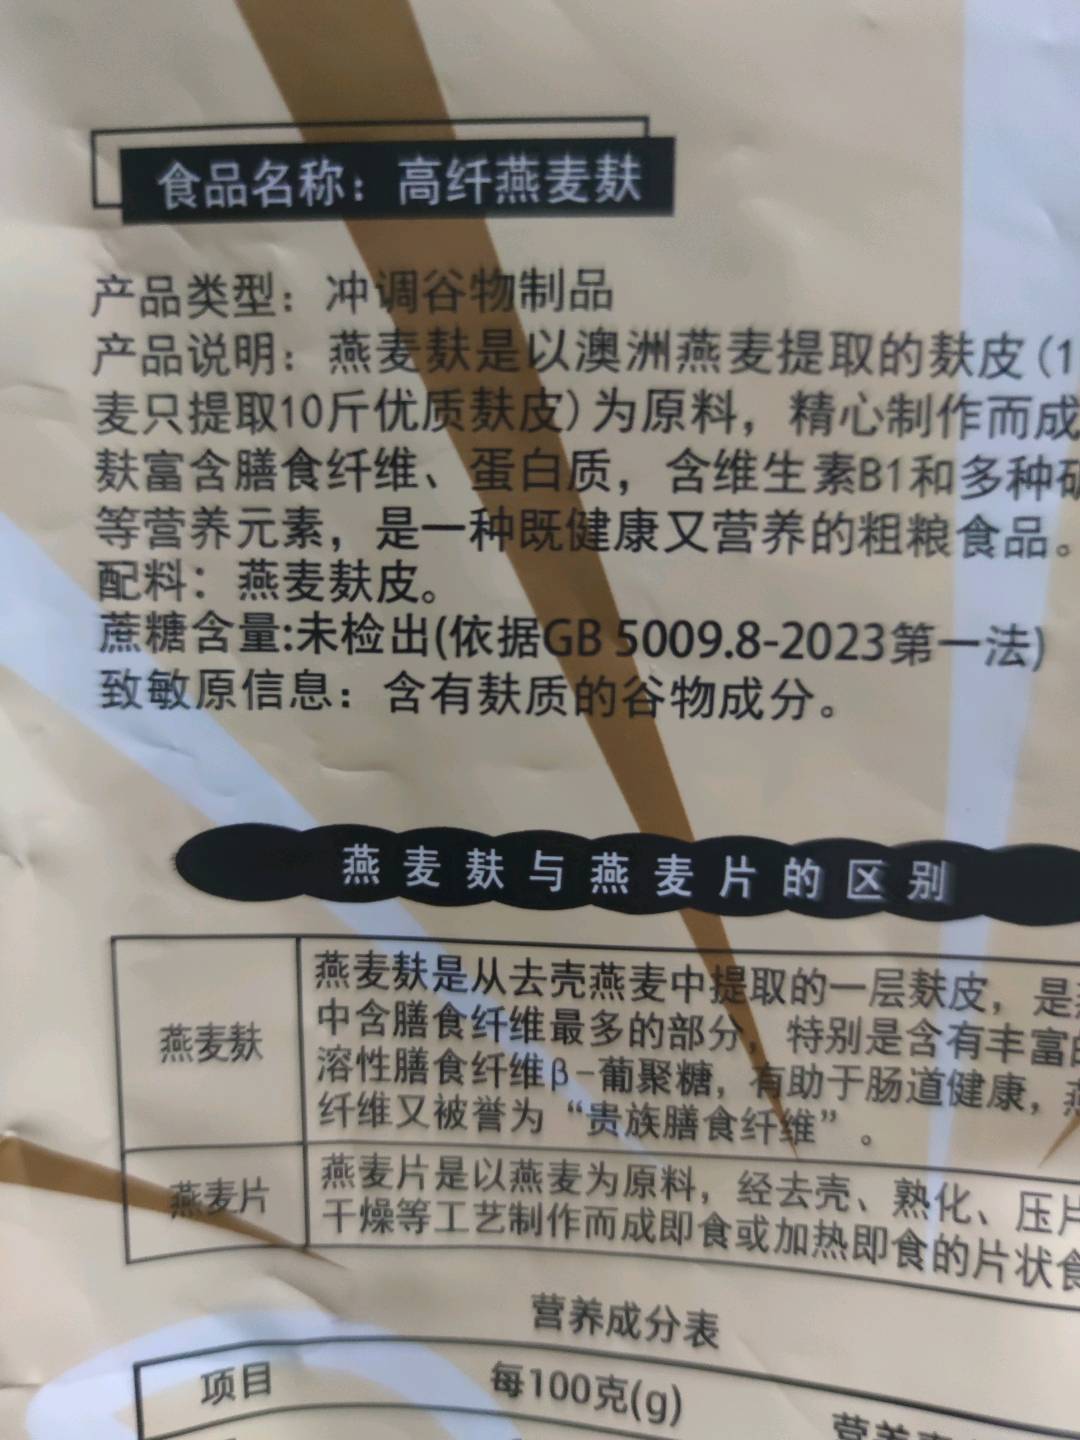 食品名称：高纤燕麦麸
产品类型：冲调谷物制品
产品说明：燕麦麸是以澳洲燕麦提取的麸皮(1
麦只提取10斤优质麸皮)为原料，精心制作而成
麸富含膳食纤维、蛋白质，含维生素B1和多种矿
等营养元素，是一种既健康又营养的粗粮食品。
配料：燕麦麸皮。
蔗糖含量:未检出(依据GB 5009.8-2023第一法)
致敏原信息：含有麸质的谷物成分。
燕麦麸与燕麦片的区别
燕麦麸
燕麦麸是从去壳燕麦中提取的一层麸皮，是
中含膳食纤维最多的部分，特别是含有丰富的
溶性膳食纤维β-葡聚糖，有助于肠道健康，燕
纤维又被誉为“贵族膳食纤维”。
燕麦片
燕麦片是以燕麦为原料，经去壳、熟化、压片
干燥等工艺制作而成即食或加热即食的片状食
营养成分表
项目 每100克(g) 营养素